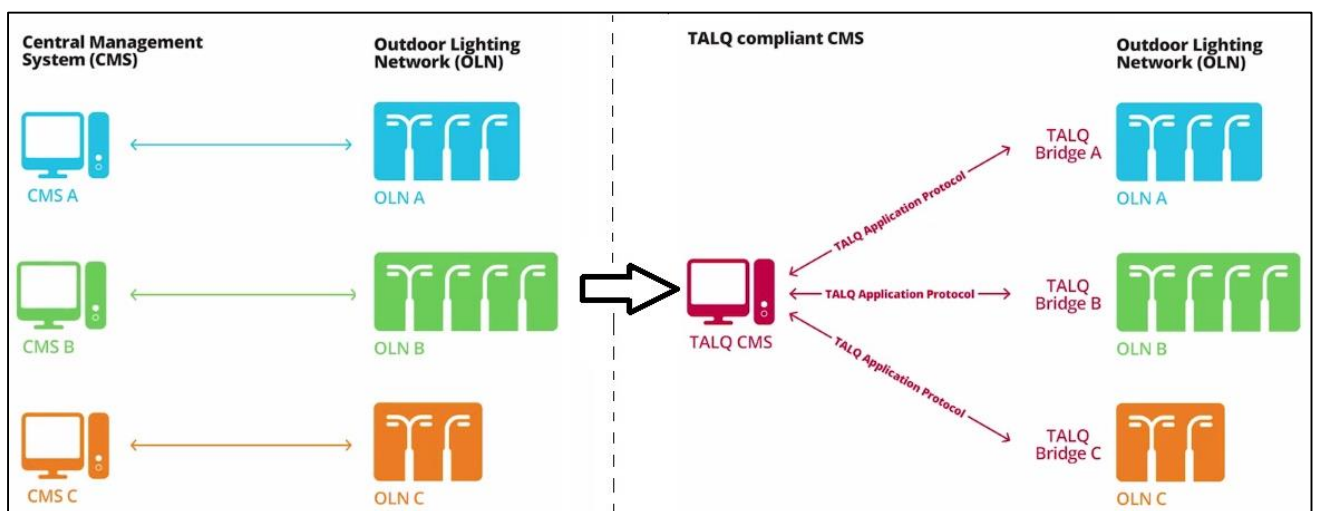 Central Management
System (CMS)
Outdoor Lighting
Network (OLN)
CMS A
OLN A
CMS B
OLN B
CMS C
OLN C
TALQ compliant CMS
Outdoor Lighting
Network (OLN)
TALQ CMS
TALQ Application Protocol
TALQ Application Protocol
TALQ Application Protocol
TALQ
Bridge A
OLN A
TALQ
Bridge B
OLN B
TALQ
Bridge C
OLN C